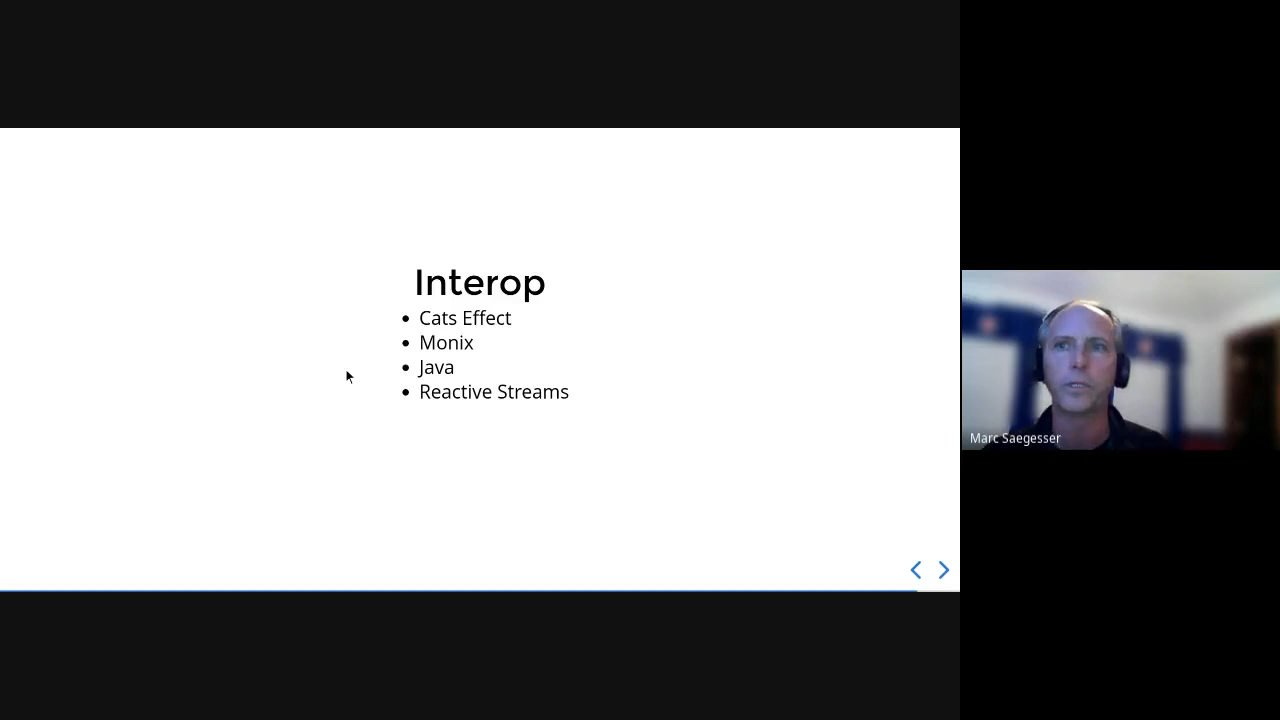 Interop
Cats Effect
Monix
Java
Reactive Streams
Marc Saegesser